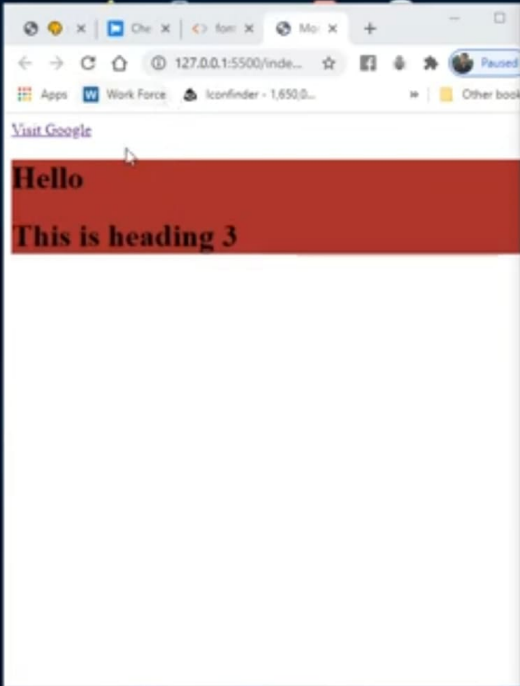 Che
fon
Mo
127.0.0.1:5500/inde...
Paused
Apps
W
Work Force
Iconfinder - 1,650,0...
»
Other book
Visit Google
Hello
This is heading 3